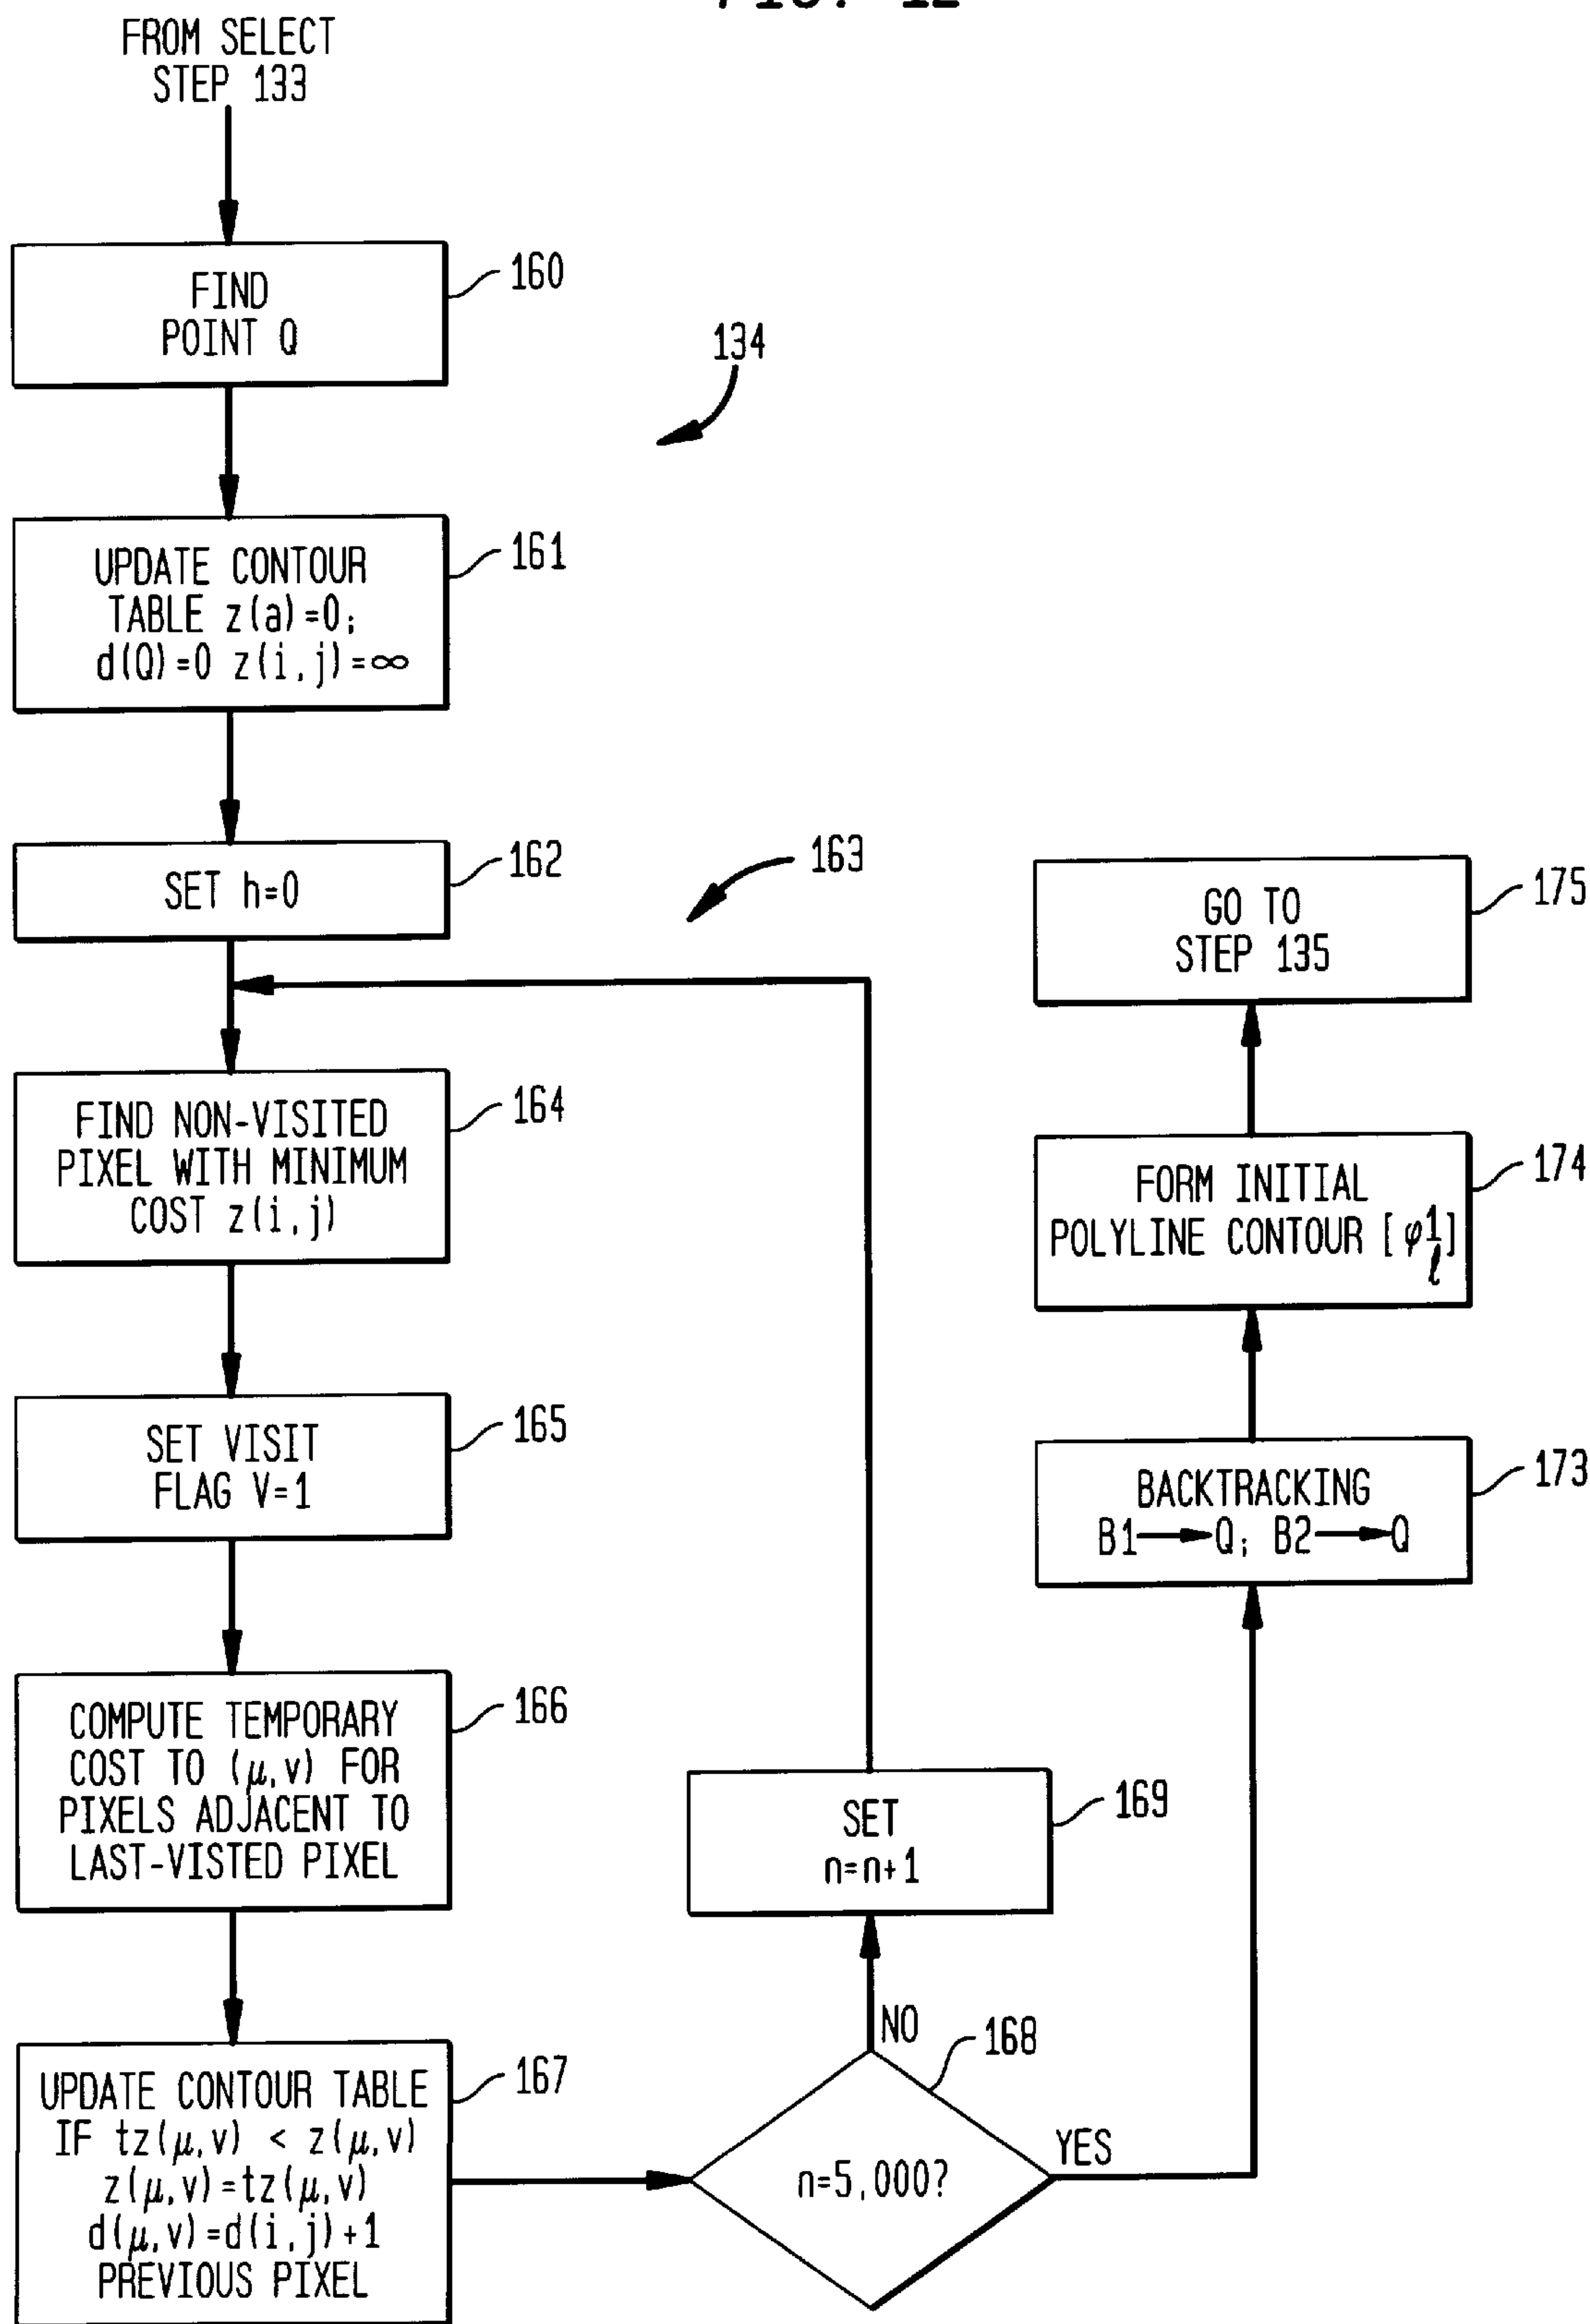 FIG. 12
FROM SELECT
STEP 133
FIND
POINT Q
160
134
UPDATE CONTOUR
TABLE z(a)=0;
d(Q)=0 z(i,j)=∞
161
SET h=0
162
163
FIND NON-VISITED
PIXEL WITH MINIMUM
COST z(i,j)
164
SET VISIT
FLAG V=1
165
COMPUTE TEMPORARY
COST TO (μ,v) FOR
PIXELS ADJACENT TO
LAST-VISTED PIXEL
166
UPDATE CONTOUR TABLE
IF tz(μ,v) < z(μ,v)
z(μ,v)=tz(μ,v)
d(μ,v)=d(i,j)+1
PREVIOUS PIXEL
167
n=5,000?
168
NO
YES
SET
n=n+1
169
BACKTRACKING
B1→Q; B2→Q
173
FORM INITIAL
POLYLINE CONTOUR [φ1/ℓ]
174
GO TO
STEP 135
175